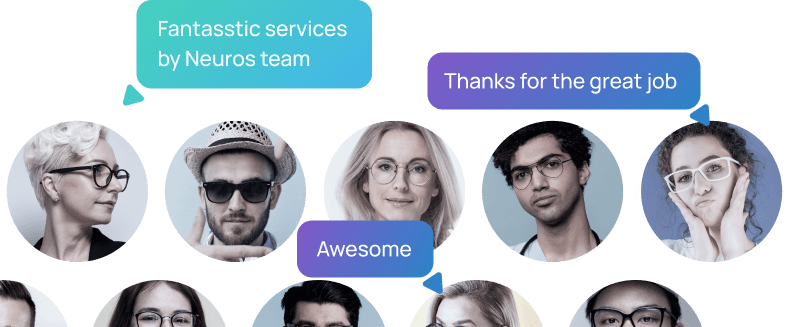 Fantasstic services
by Neuros team
Thanks for the great job
Awesome